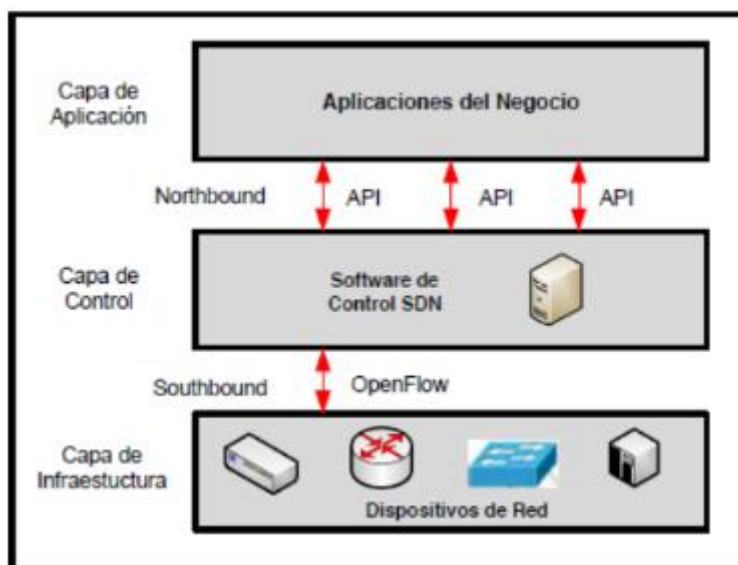 Capa de
Aplicación
Aplicaciones del Negocio
Northbound
API
API
API
Capa de
Control
Software de
Control SDN
Southbound
OpenFlow
Capa de
Infraestuctura
Dispositivos de Red